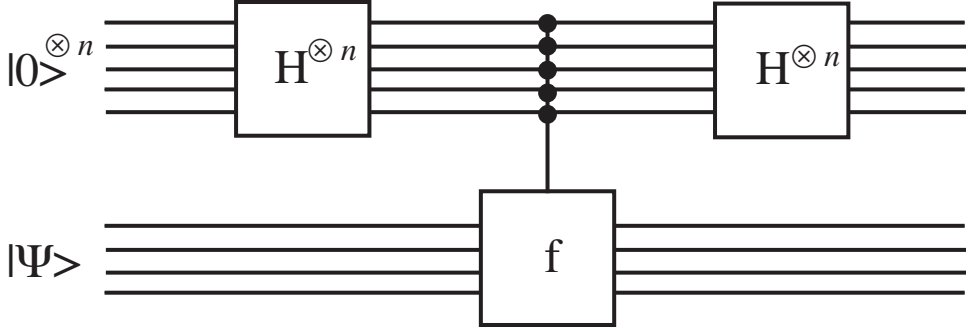 |0>^{⊗ n} H^{⊗ n} H^{⊗ n}
|Ψ> f